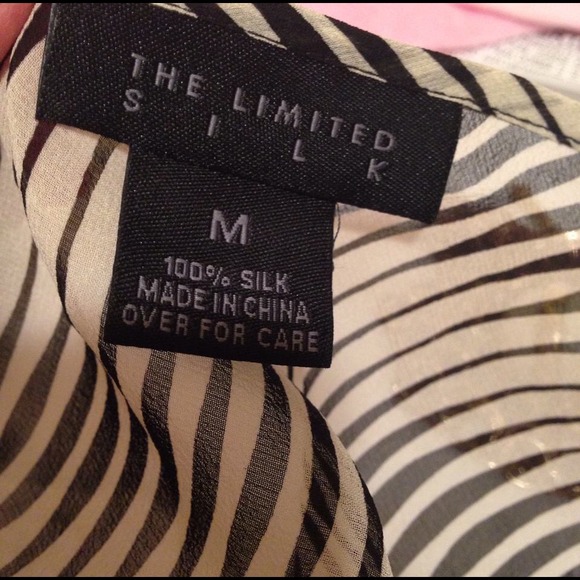 THE LIMITED
SILK
M
100% SILK
MADE IN CHINA
OVER FOR CARE